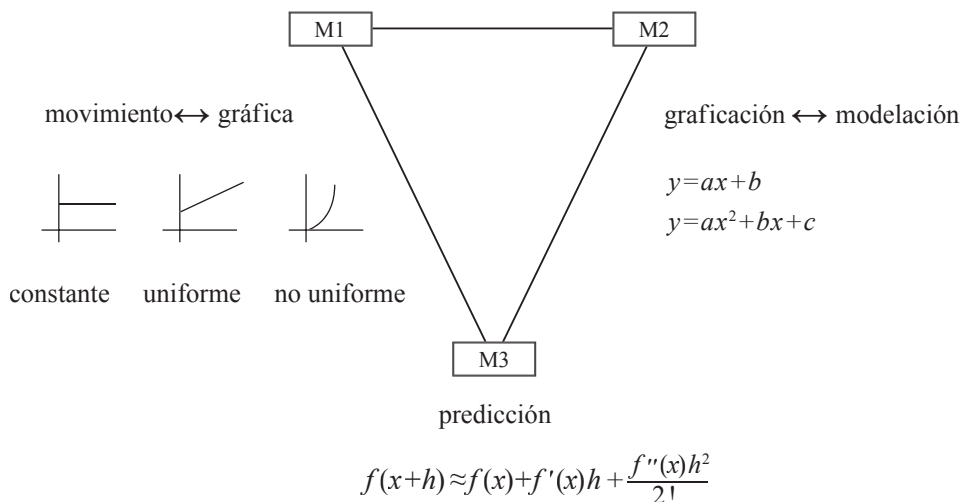 M1
M2
movimiento↔ gráfica
graficación ↔ modelación
y=ax+b
y=ax²+bx+c
constante
uniforme
no uniforme
M3
predicción
f(x+h)≈f(x)+f'(x)h+f''(x)h²/2!